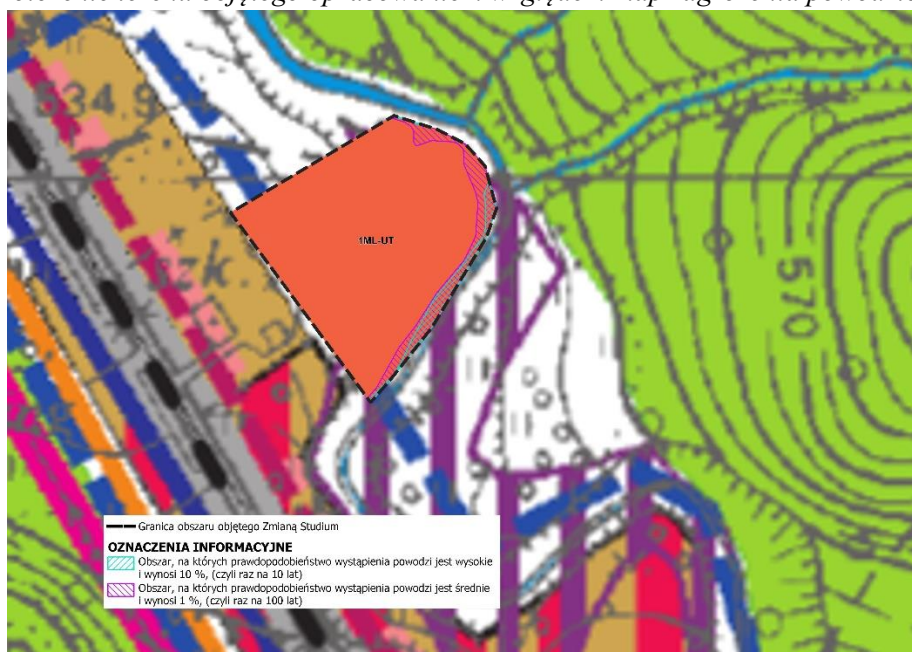 1ML-UT
570
Granica obszaru objętego Zmianą Studium
OZNACZENIA INFORMACYJNE
Obszar, na których prawdopodobieństwo wystąpienia powodzi jest wysokie
i wynosi 10 %, (czyli raz na 10 lat)
Obszar, na których prawdopodobieństwo wystąpienia powodzi jest średnie
i wynosi 1 %, (czyli raz na 100 lat)